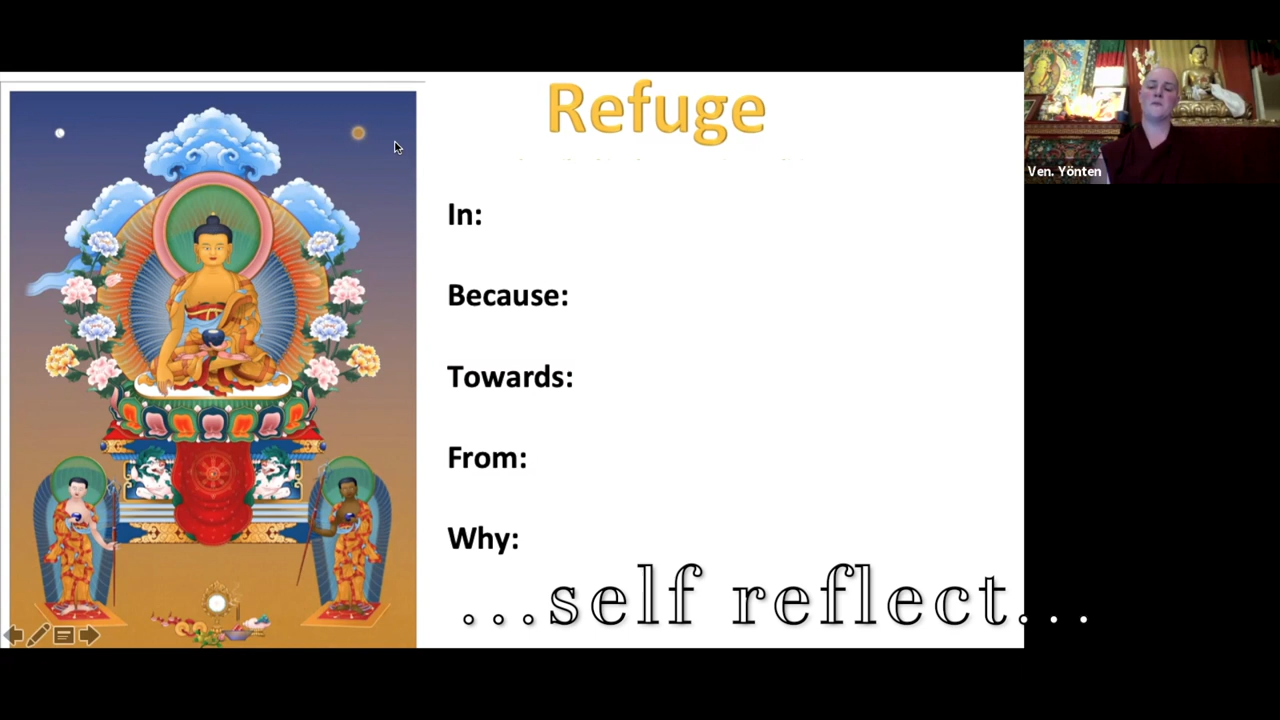 Refuge
In:
Because:
Towards:
From:
Why:
...self reflect...
Ven. Yönten